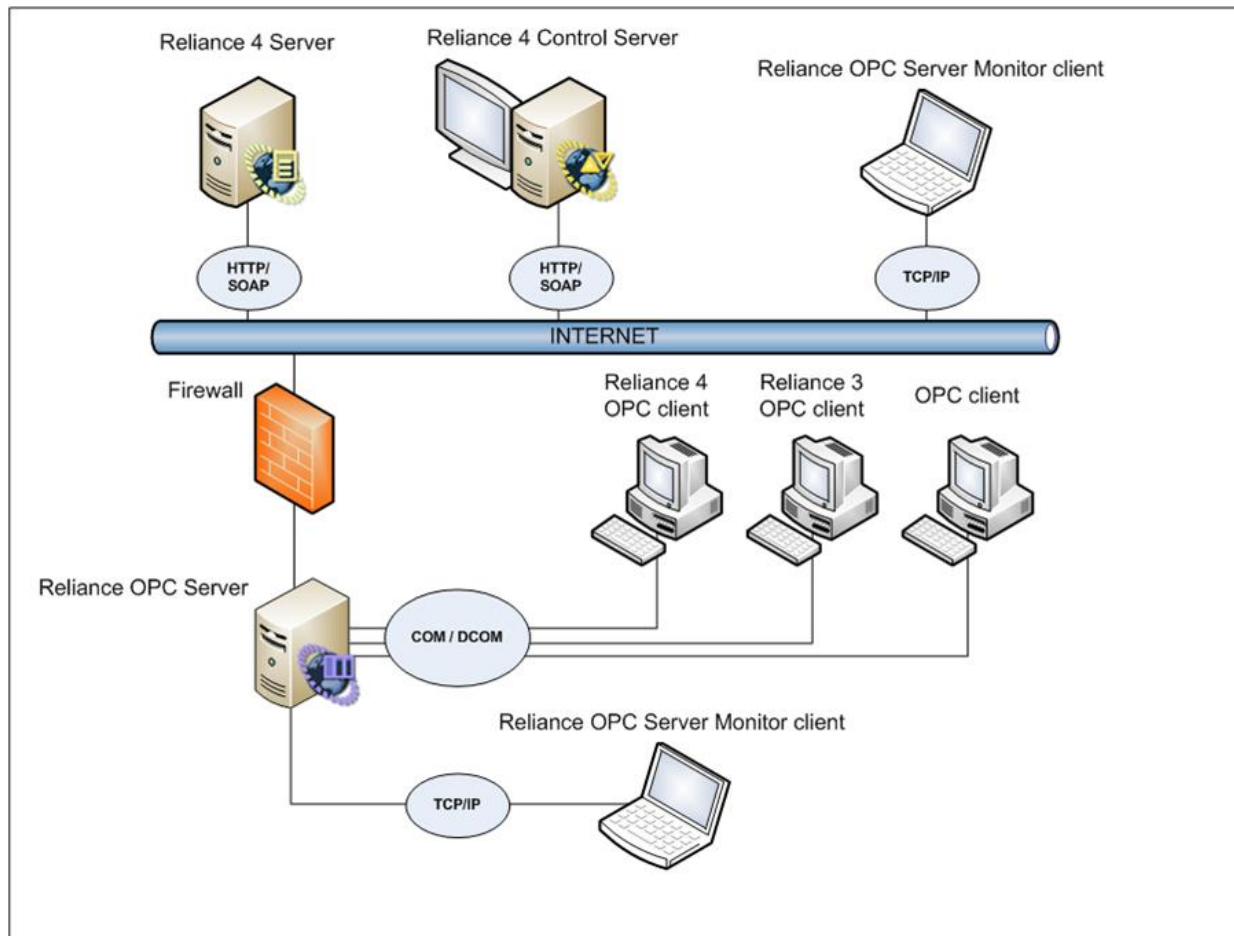 Reliance 4 Server
Reliance 4 Control Server
Reliance OPC Server Monitor client
HTTP/
SOAP
HTTP/
SOAP
TCP/IP
INTERNET
Firewall
Reliance 4
OPC client
Reliance 3
OPC client
OPC client
Reliance OPC Server
COM / DCOM
Reliance OPC Server Monitor client
TCP/IP